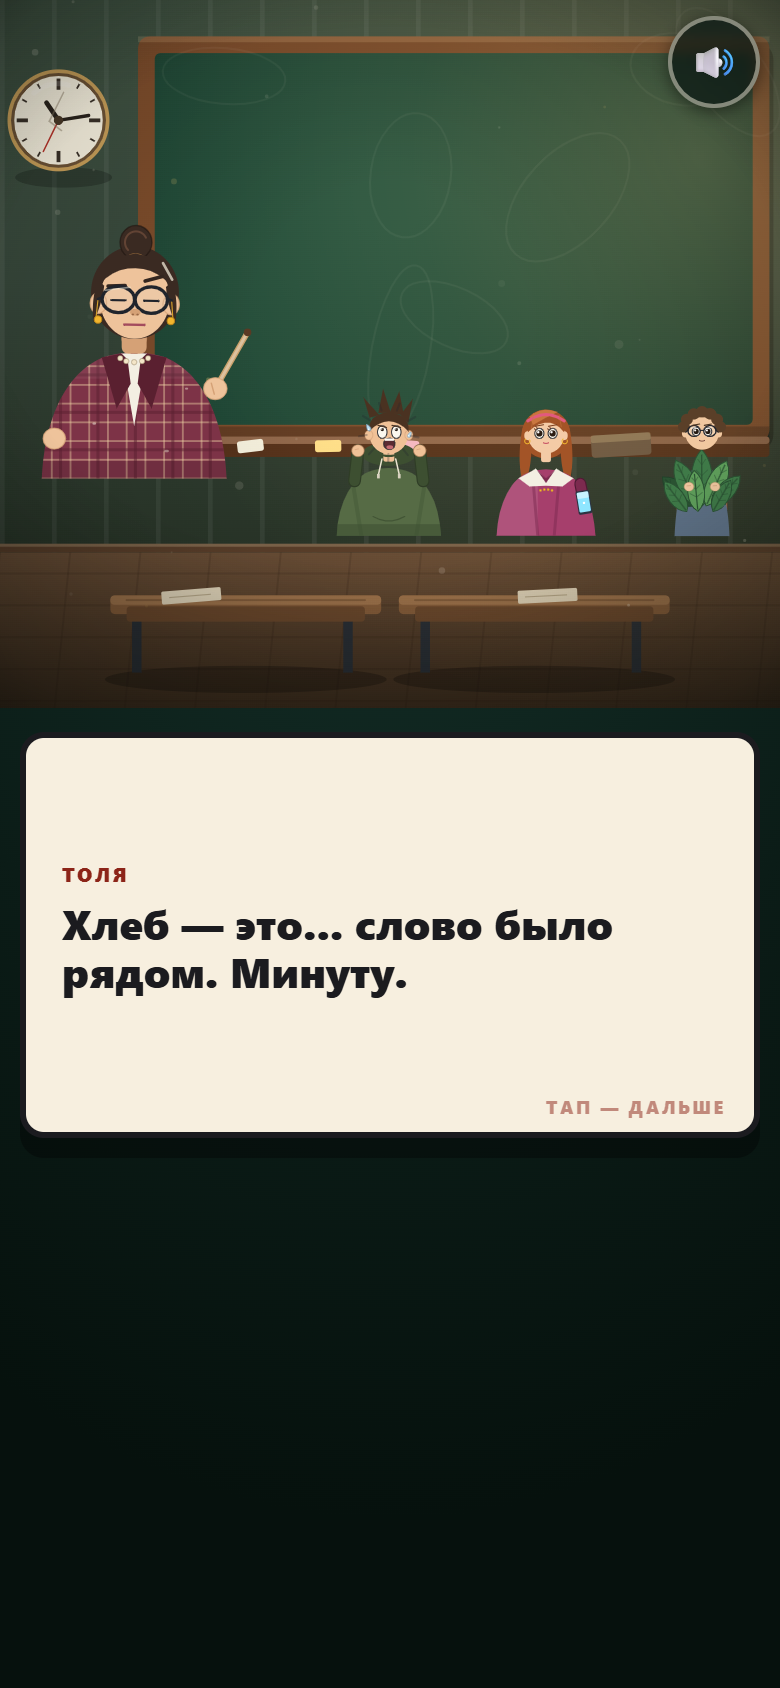 ТОЛЯ
Хлеб — это... слово было
рядом. Минуту.
ТАП — ДАЛЬШЕ